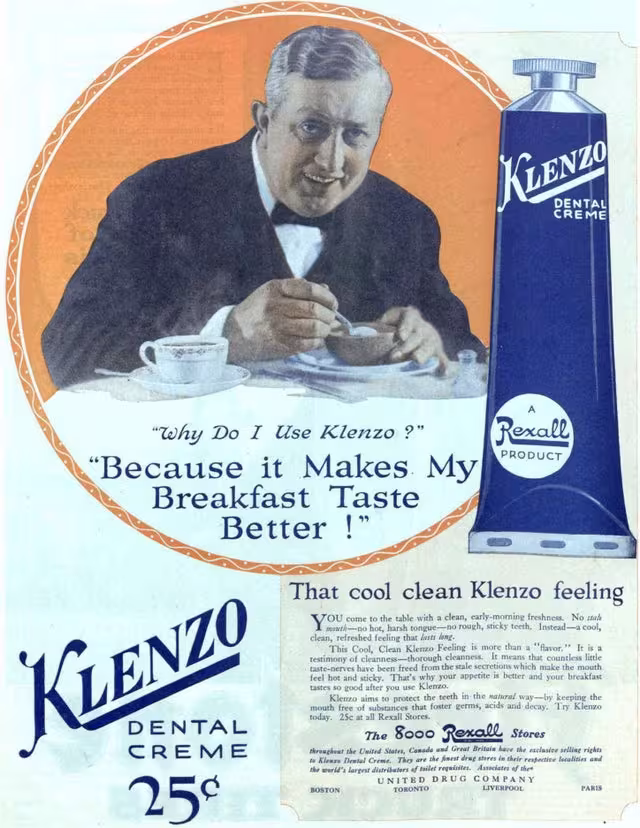 KLENZO
DENTAL
CREME
A
Rexall
PRODUCT
"Why Do I Use Klenzo ?"
"Because it Makes My
Breakfast Taste
Better !"
KLENZO
DENTAL
CREME
25¢
That cool clean Klenzo feeling
YOU come to the table with a clean, early-morning freshness. No stale
mouth—no hot, harsh tongue—no rough, sticky teeth. Instead—a cool,
clean, refreshed feeling that lasts long.
This Cool, Clean Klenzo Feeling is more than a "flavor." It is a
testimony of cleanness—thorough cleanness. It means that countless little
taste-nerves have been freed from the stale secretions which make the mouth
feel hot and sticky. That's why your appetite is better and your breakfast
tastes so good after you use Klenzo.
Klenzo aims to protect the teeth in the natural way—by keeping the
mouth free of substances that foster germs, acids and decay. Try Klenzo
today. 25c at all Rexall Stores.
The 8000 Rexall Stores
throughout the United States, Canada and Great Britain have the exclusive selling rights
to Klenzo Dental Creme. They are the finest drug stores in their respective localities and
the world's largest distributors of toilet requisites. Associates of the
UNITED DRUG COMPANY
BOSTON TORONTO LIVERPOOL PARIS